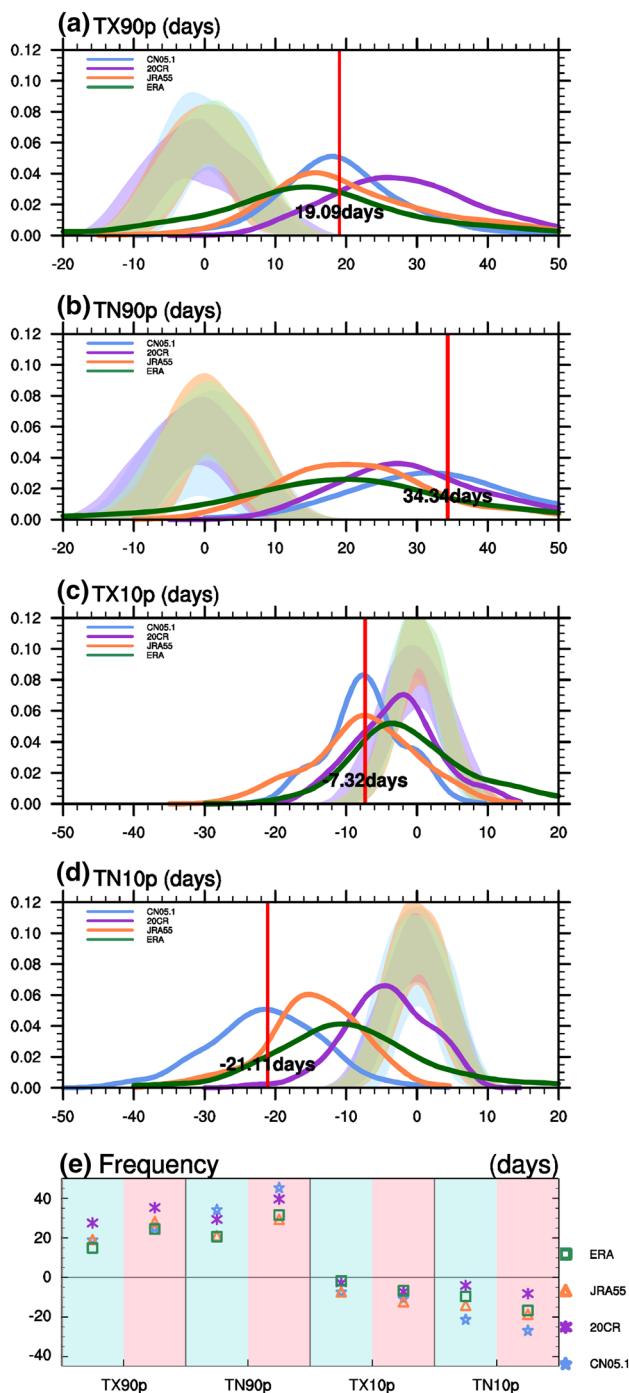 (a) TX90p (days)
0.12
0.10
0.08
0.06
0.04
0.02
0.00
CN05.1
20CR
JRA55
ERA
19.09days
-20 -10 0 10 20 30 40 50
(b) TN90p (days)
0.12
0.10
0.08
0.06
0.04
0.02
0.00
CN05.1
20CR
JRA55
ERA
34.34days
-20 -10 0 10 20 30 40 50
(c) TX10p (days)
0.12
0.10
0.08
0.06
0.04
0.02
0.00
CN05.1
20CR
JRA55
ERA
-7.32days
-50 -40 -30 -20 -10 0 10 20
(d) TN10p (days)
0.12
0.10
0.08
0.06
0.04
0.02
0.00
CN05.1
20CR
JRA55
ERA
-21.11days
-50 -40 -30 -20 -10 0 10 20
(e) Frequency (days)
40
20
0
-20
-40
ERA
JRA55
20CR
CN05.1
TX90p TN90p TX10p TN10p